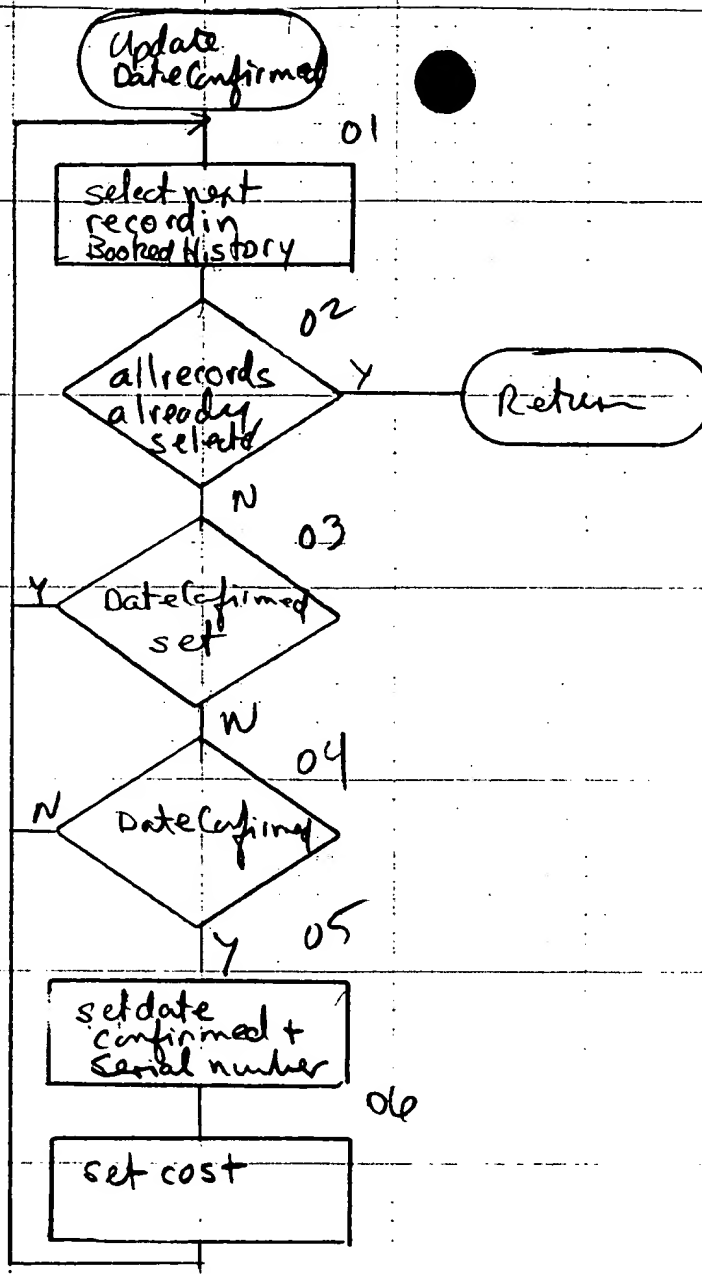 Update
DateConfirmed
01
select next
record in
Booked History
02
all records
already
selected
Y
Return
N
03
Y
DateConfirmed
set
N
04
N
DateConfirmed
05
Y
set date
confirmed +
serial number
06
set cost